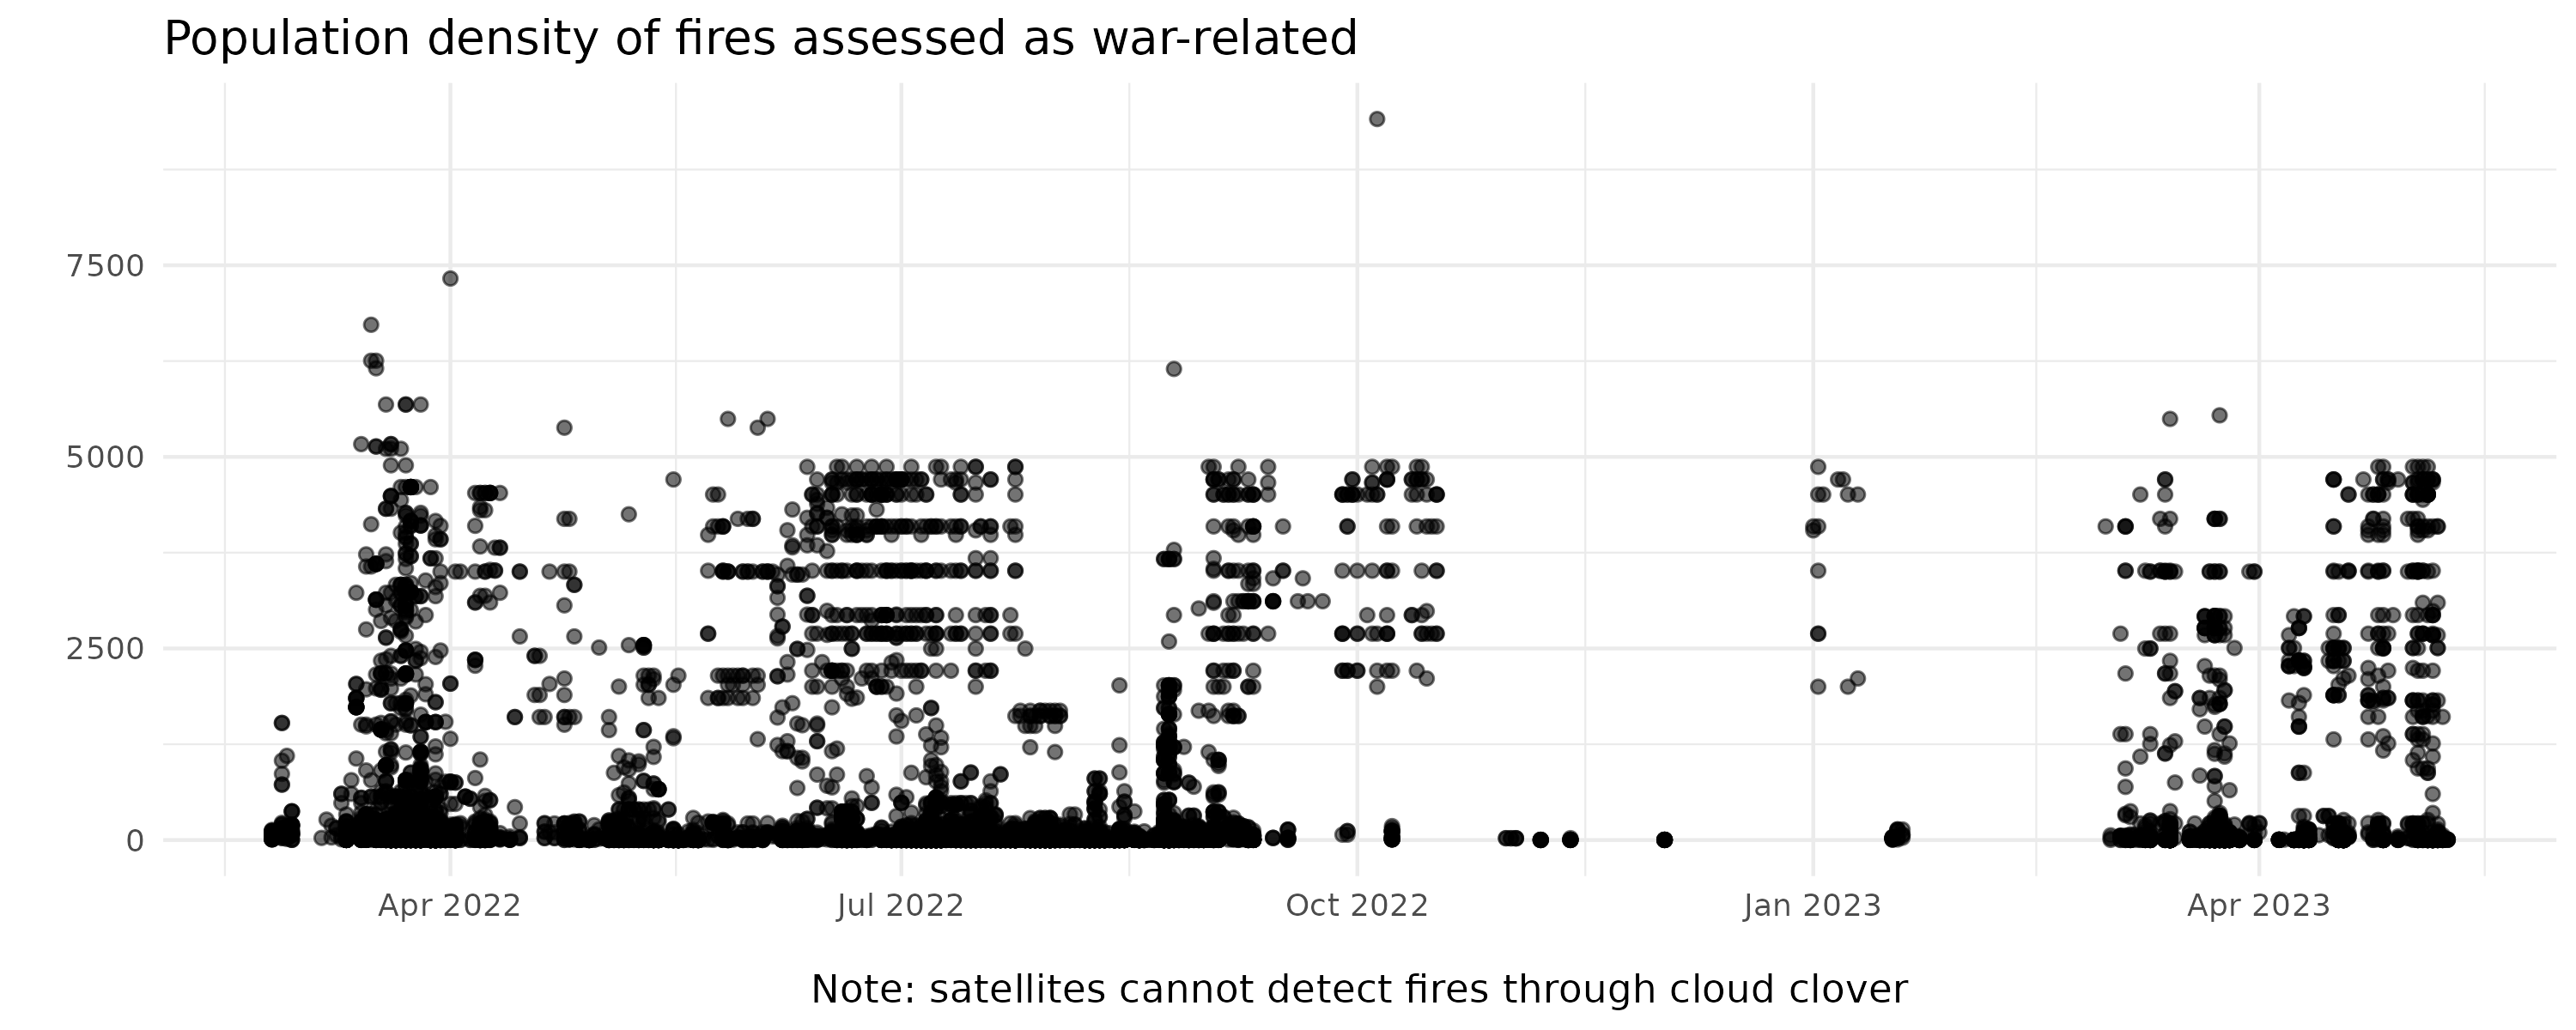 Population density of fires assessed as war-related
7500
5000
2500
0
Apr 2022
Jul 2022
Oct 2022
Jan 2023
Apr 2023
Note: satellites cannot detect fires through cloud clover